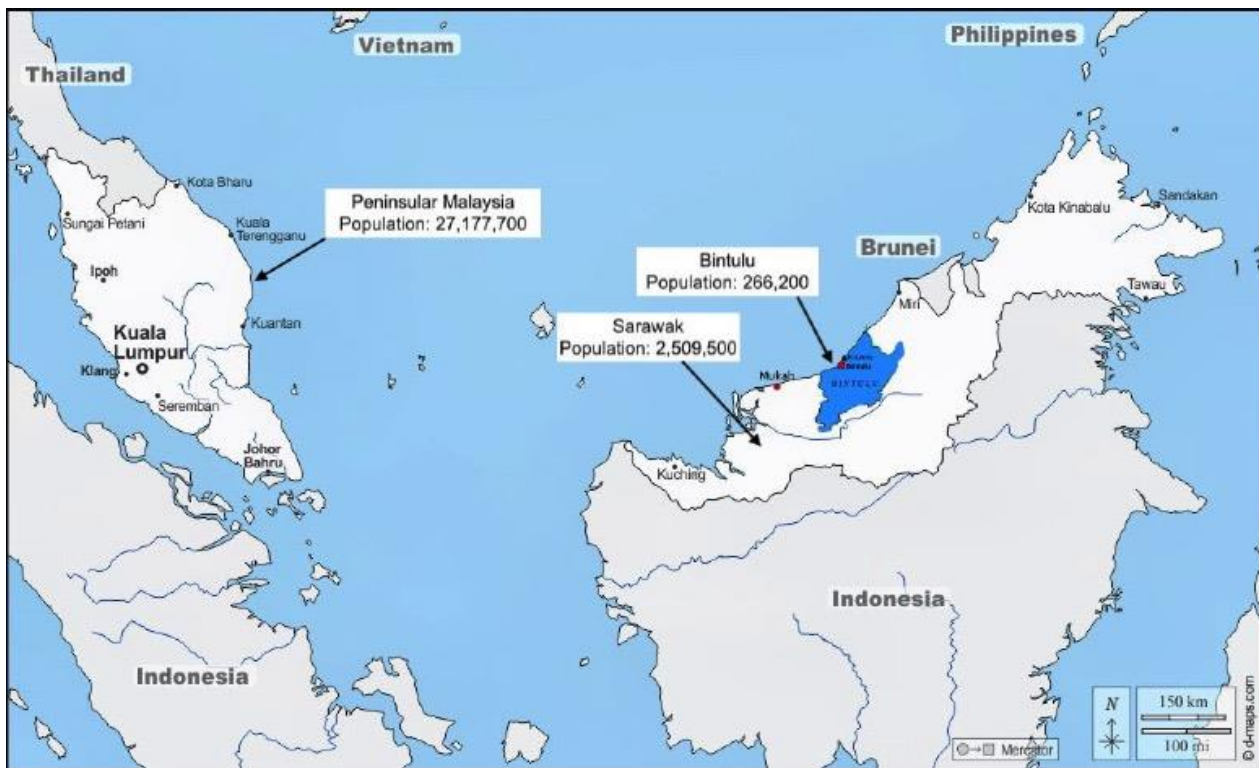 Vietnam
Philippines
Thailand
Kota Bharu
Peninsular Malaysia
Population: 27,177,700
Sungai Petani
Kuala
Terengganu
Kota Kinabalu
Sandakan
Brunei
Bintulu
Population: 266,200
Ipoh
Miri
Tawau
Kuantan
Sarawak
Population: 2,509,500
Kuala
Lumpur
Klang
Mukah
Bintulu
BINTULU
Seremban
Johor
Bahru
Kuching
Indonesia
Indonesia
N
150 km
100 mi
Mercator
© d-maps.com